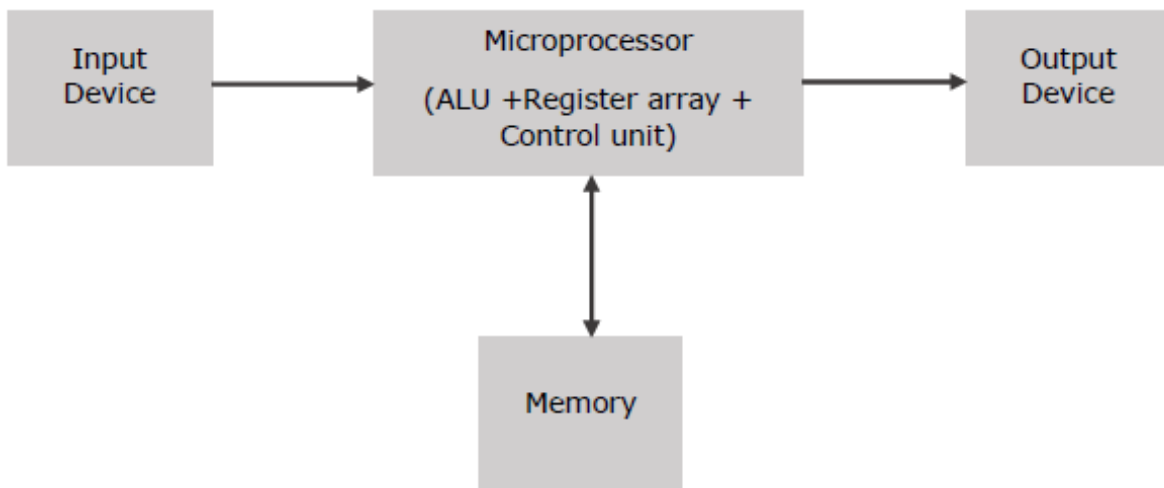 Input
Device
Microprocessor
(ALU +Register array +
Control unit)
Output
Device
Memory